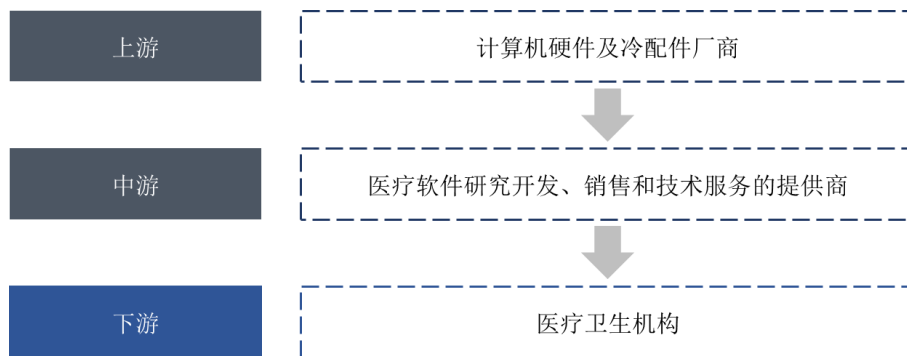 上游
计算机硬件及冷配件厂商
中游
医疗软件研究开发、销售和技术服务的提供商
下游
医疗卫生机构